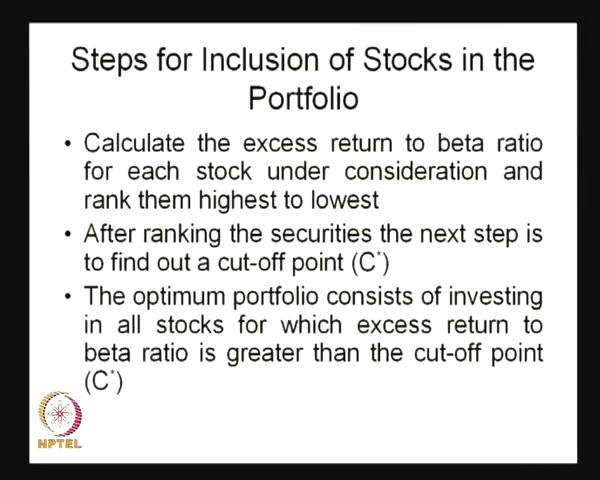 Steps for Inclusion of Stocks in the
Portfolio
• Calculate the excess return to beta ratio
for each stock under consideration and
rank them highest to lowest
• After ranking the securities the next step is
to find out a cut-off point (C*)
• The optimum portfolio consists of investing
in all stocks for which excess return to
beta ratio is greater than the cut-off point
(C*)
NPTEL